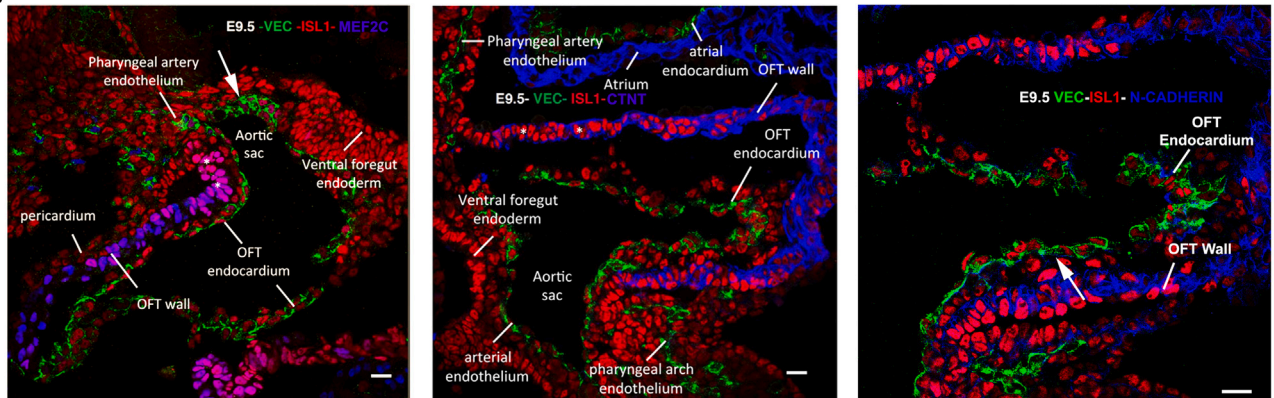 E9.5 -VEC -ISL1- MEF2C
Pharyngeal artery
endothelium
Aortic
sac
Ventral foregut
endoderm
pericardium
OFT
endocardium
OFT wall
*
*
Pharyngeal artery
endothelium
atrial
endocardium
Atrium
OFT wall
E9.5- VEC- ISL1-CTNT
*
*
OFT
endocardium
Ventral foregut
endoderm
Aortic
sac
arterial
endothelium
pharyngeal arch
endothelium
E9.5 VEC-ISL1- N-CADHERIN
OFT
Endocardium
OFT Wall